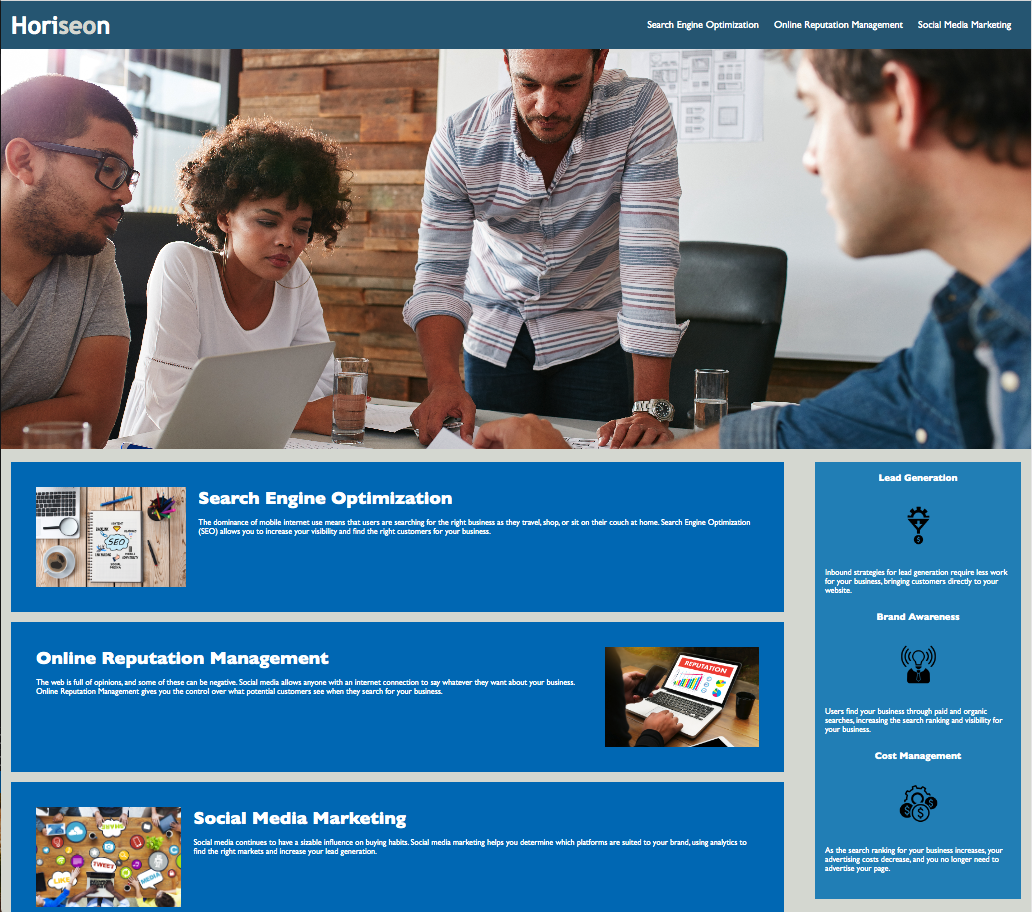 Horiseon
Search Engine Optimization
Online Reputation Management
Social Media Marketing
Search Engine Optimization
The dominance of mobile internet use means that users are searching for the right business as they travel, shop, or sit on their couch at home. Search Engine Optimization
(SEO) allows you to increase your visibility and find the right customers for your business.
SEO
Online Reputation Management
The web is full of opinions, and some of these can be negative. Social media allows anyone with an internet connection to say whatever they want about your business.
Online Reputation Management gives you the control over what potential customers see when they search for your business.
REPUTATION
Social Media Marketing
Social media continues to have a sizable influence on buying habits. Social media marketing helps you determine which platforms are suited to your brand, using analytics to
find the right markets and increase your lead generation.
TWEET
LIKE
MEDIA
Lead Generation
Inbound strategies for lead generation require less work
for your business, bringing customers directly to your
website.
Brand Awareness
Users find your business through paid and organic
searches, increasing the search ranking and visibility for
your business.
Cost Management
As the search ranking for your business increases, your
advertising costs decrease, and you no longer need to
advertise your page.